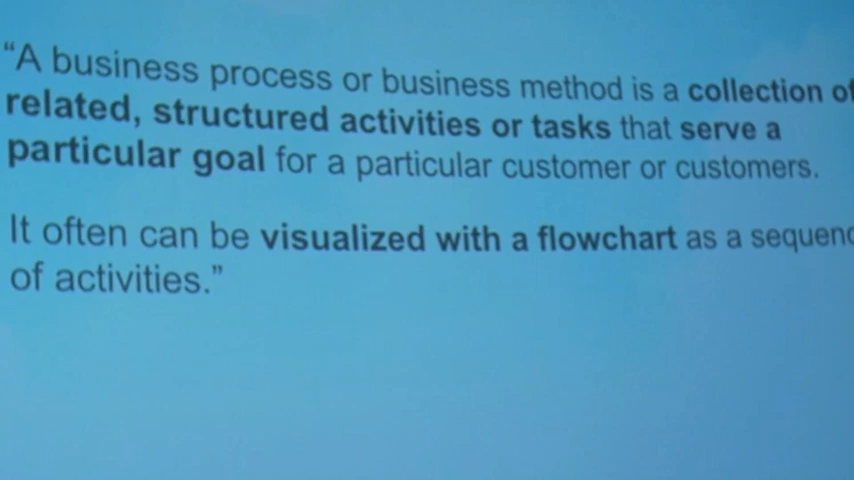 “A business process or business method is a collection of
related, structured activities or tasks that serve a
particular goal for a particular customer or customers.
It often can be visualized with a flowchart as a
of activities.”